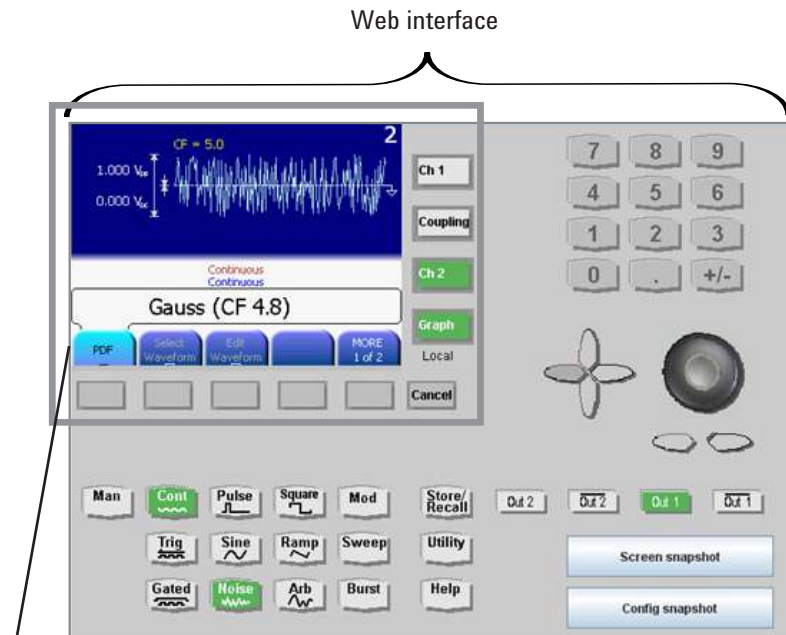 Web interface
CF = 5.0
2
1.000 Vpp
0.000 Vdc
Ch 1
Coupling
Continuous
Continuous
Ch 2
Gauss (CF 4.8)
Graph
PDF
Select Waveform
Edit Waveform
MORE 1 of 2
Local
Cancel
7 8 9
4 5 6
1 2 3
0 . +/-
Man Cont Pulse Square Mod Store/ Recall Out 2 Out 2 Out 1 Out 1
Trig Sine Ramp Sweep Utility Screen snapshot
Gated Noise Arb Burst Help Config snapshot